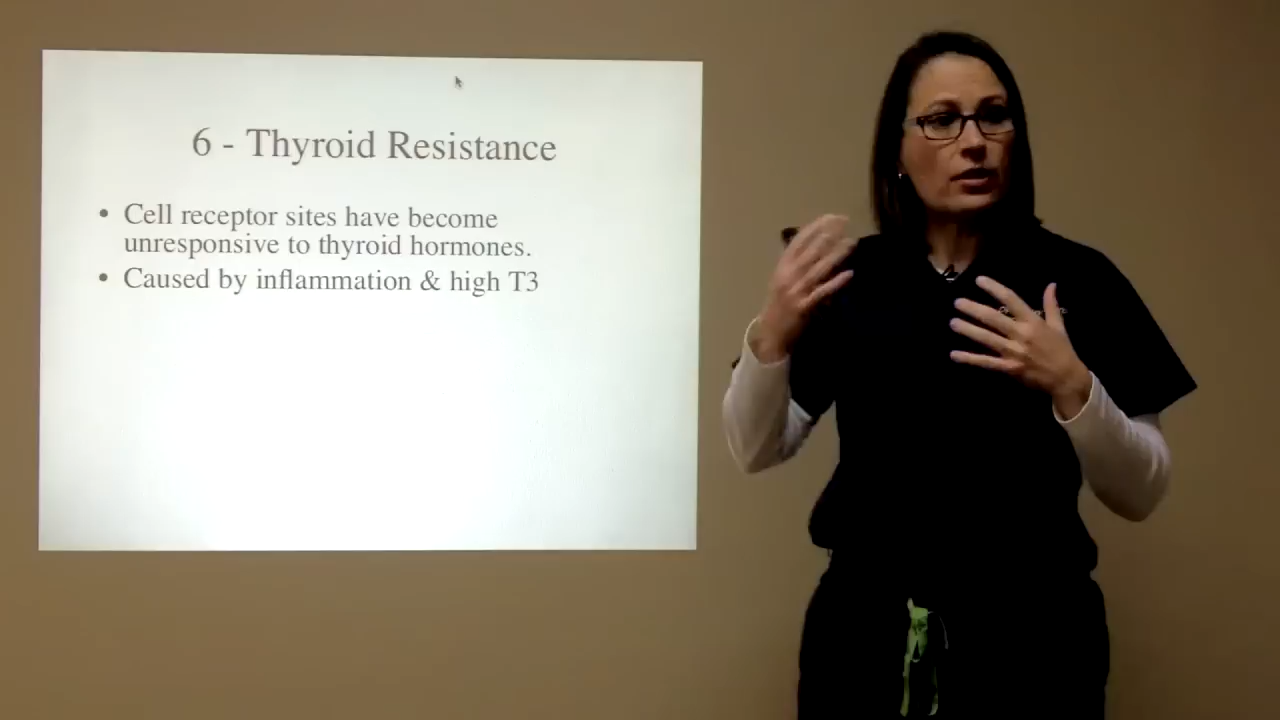 6 - Thyroid Resistance
• Cell receptor sites have become
unresponsive to thyroid hormones.
• Caused by inflammation & high T3